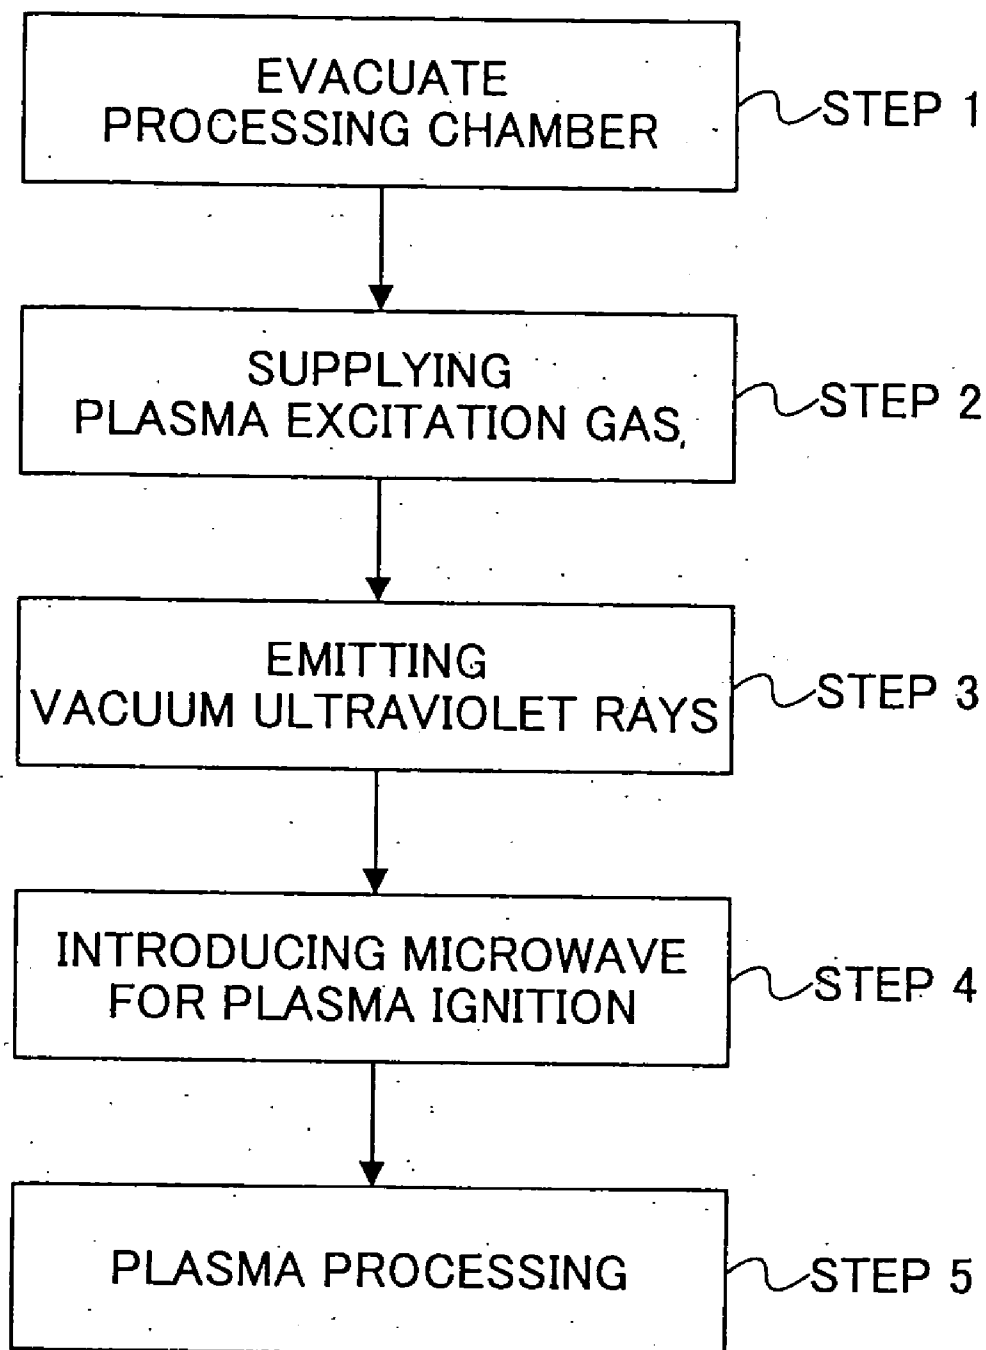 EVACUATE
PROCESSING CHAMBER
STEP 1
SUPPLYING
PLASMA EXCITATION GAS
STEP 2
EMITTING
VACUUM ULTRAVIOLET RAYS
STEP 3
INTRODUCING MICROWAVE
FOR PLASMA IGNITION
STEP 4
PLASMA PROCESSING
STEP 5